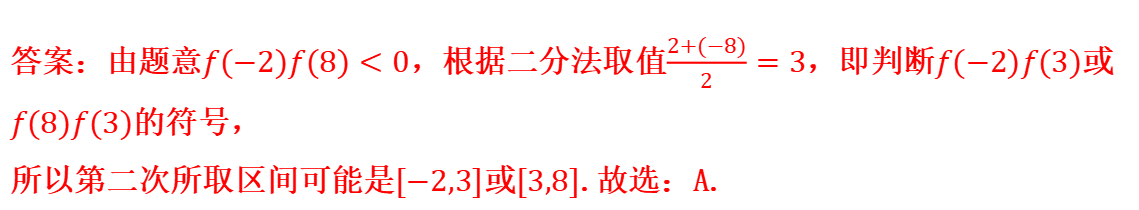 答案：由题意f(−2)f(8) < 0，根据二分法取值\frac{2+(−8)}{2} = 3，即判断f(−2)f(3)或
f(8)f(3)的符号，
所以第二次所取区间可能是[−2,3]或[3,8]. 故选：A.